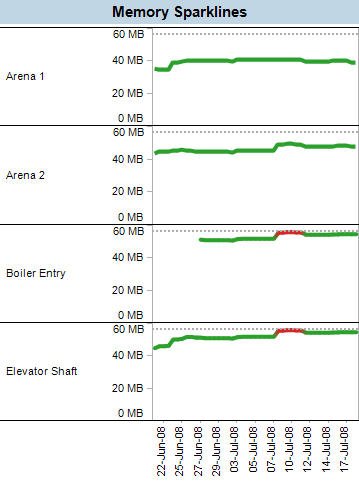 Memory Sparklines
60 MB
Arena 1
40 MB
20 MB
0 MB
60 MB
Arena 2
40 MB
20 MB
0 MB
60 MB
Boiler Entry
40 MB
20 MB
0 MB
60 MB
Elevator Shaft
40 MB
20 MB
0 MB
22-Jun-08
25-Jun-08
27-Jun-08
29-Jun-08
03-Jul-08
05-Jul-08
07-Jul-08
10-Jul-08
12-Jul-08
14-Jul-08
17-Jul-08